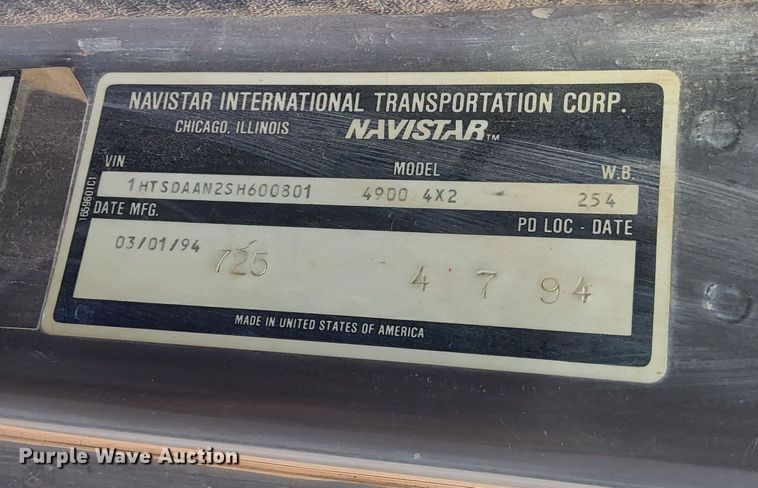 NAVISTAR INTERNATIONAL TRANSPORTATION CORP.
CHICAGO, ILLINOIS NAVISTAR™
VIN MODEL W.B.
1HTSDAAN2SH600801 4900 4X2 - 254
1659601C1
DATE MFG. PD LOC - DATE
03/01/94 725 4 7 94
MADE IN UNITED STATES OF AMERICA
Purple Wave Auction